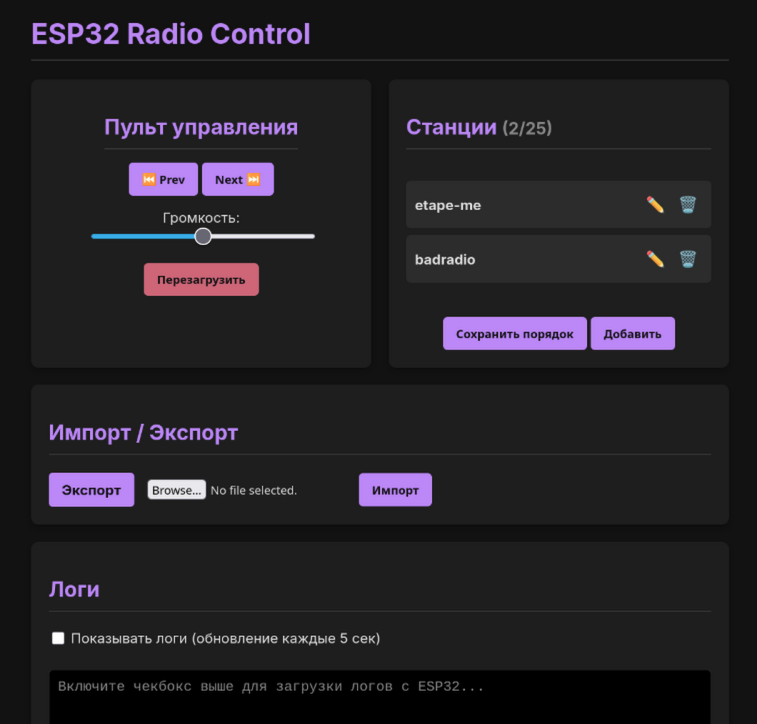 ESP32 Radio Control
Пульт управления
⏪ Prev
Next ⏩
Громкость:
Перезагрузить
Станции (2/25)
etape-me
badradio
Сохранить порядок
Добавить
Импорт / Экспорт
Экспорт
Browse...
No file selected.
Импорт
Логи
Показывать логи (обновление каждые 5 сек)
Включите чекбокс выше для загрузки логов с ESP32...